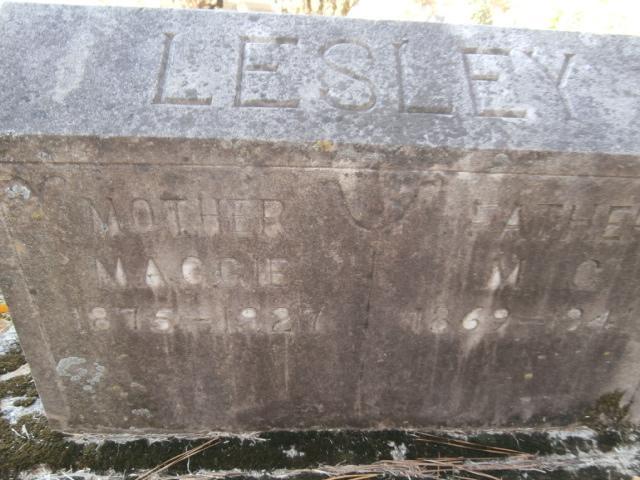 LESLEY
MOTHER
MAGGIE
1875-1927
FATHE
M C
1869-